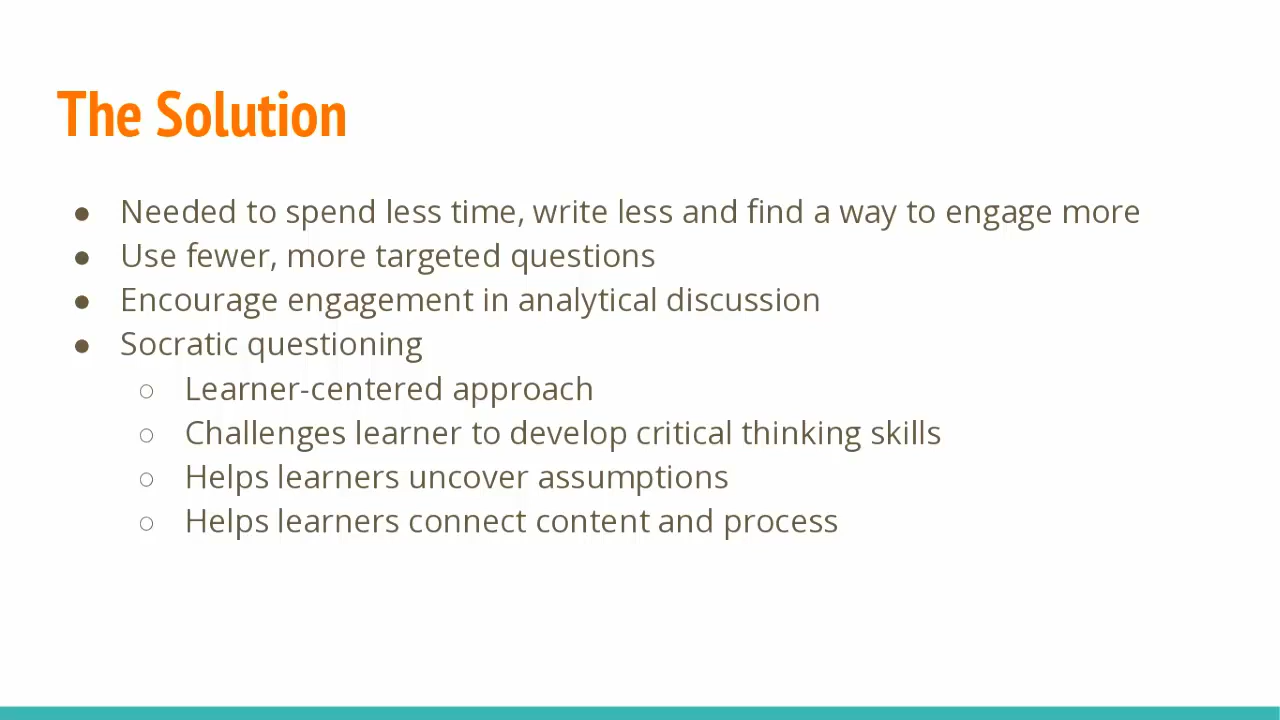 The Solution
● Needed to spend less time, write less and find a way to engage more
● Use fewer, more targeted questions
● Encourage engagement in analytical discussion
● Socratic questioning
○ Learner-centered approach
○ Challenges learner to develop critical thinking skills
○ Helps learners uncover assumptions
○ Helps learners connect content and process